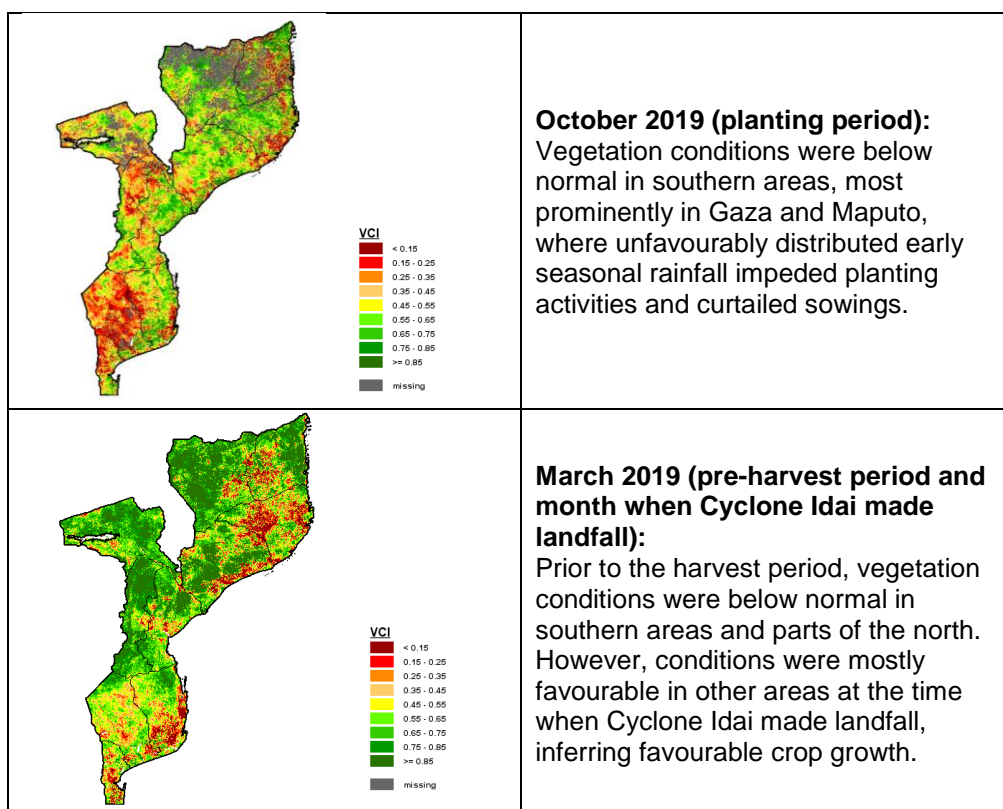 October 2019 (planting period):
Vegetation conditions were below
normal in southern areas, most
prominently in Gaza and Maputo,
where unfavourably distributed early
seasonal rainfall impeded planting
activities and curtailed sowings.
VCI
< 0.15
0.15 - 0.25
0.25 - 0.35
0.35 - 0.45
0.45 - 0.55
0.55 - 0.65
0.65 - 0.75
0.75 - 0.85
>= 0.85
missing
March 2019 (pre-harvest period and
month when Cyclone Idai made
landfall):
Prior to the harvest period, vegetation
conditions were below normal in
southern areas and parts of the north.
However, conditions were mostly
favourable in other areas at the time
when Cyclone Idai made landfall,
inferring favourable crop growth.
VCI
< 0.15
0.15 - 0.25
0.25 - 0.35
0.35 - 0.45
0.45 - 0.55
0.55 - 0.65
0.65 - 0.75
0.75 - 0.85
>= 0.85
missing